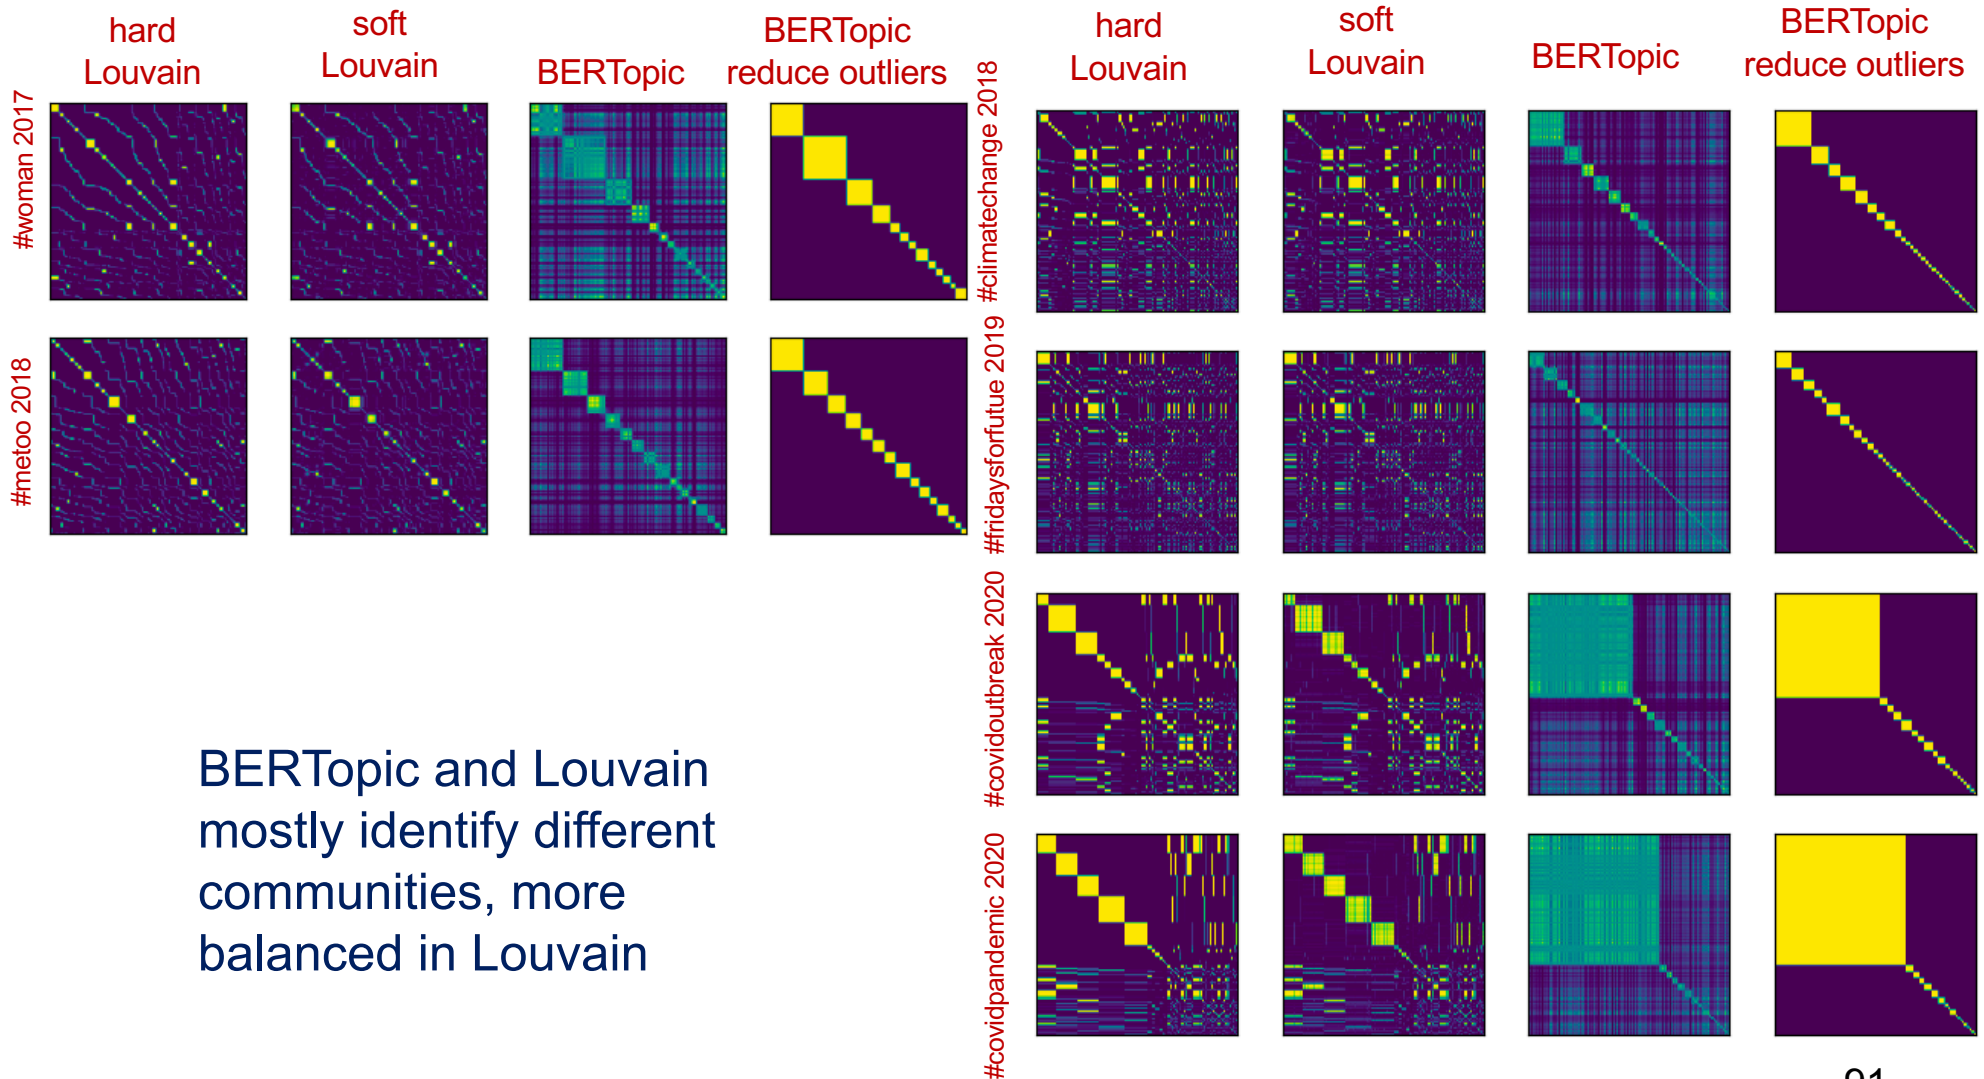 hard
Louvain
soft
Louvain
BERTopic
BERTopic
reduce outliers
#woman 2017
#metoo 2018
hard
Louvain
soft
Louvain
BERTopic
BERTopic
reduce outliers
#climatechange 2018
#fridaysforfutue 2019
#covidoutbreak 2020
#covidpandemic 2020
BERTopic and Louvain
mostly identify different
communities, more
balanced in Louvain